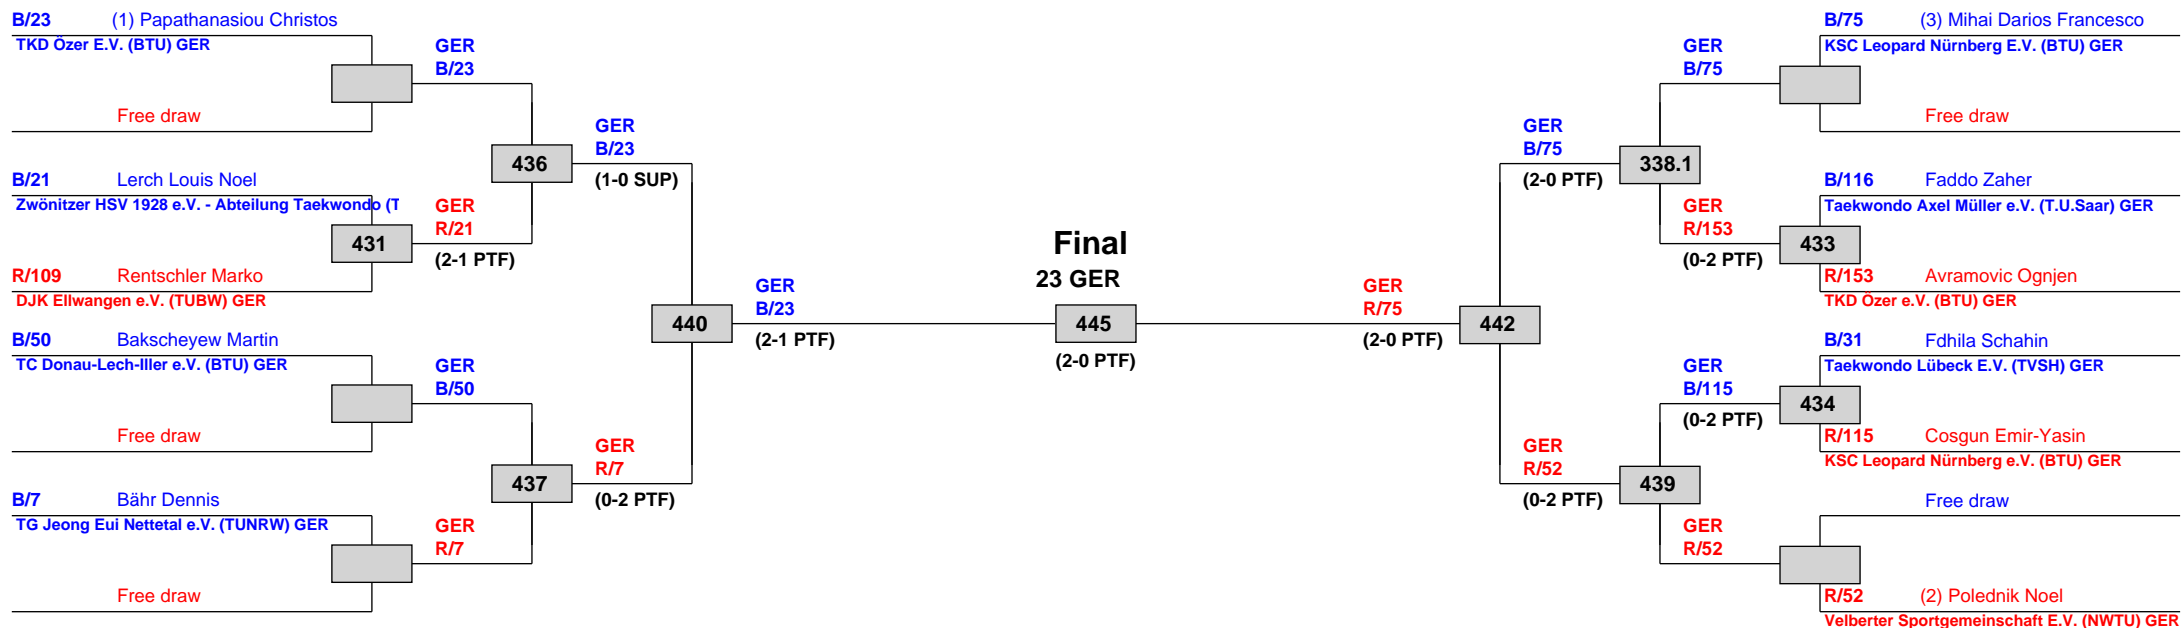 B/23 (1) Papathanasiou Christos
TKD Özer E.V. (BTU) GER
Free draw
B/21 Lerch Louis Noel
Zwönitzer HSV 1928 e.V. - Abteilung Taekwondo (T
R/109 Rentschler Marko
DJK Ellwangen e.V. (TUBW) GER
B/50 Bakscheyew Martin
TC Donau-Lech-Iller e.V. (BTU) GER
Free draw
B/7 Bähr Dennis
TG Jeong Eui Nettetal e.V. (TUNRW) GER
Free draw
431
GER
B/23
GER
R/21
(2-1 PTF)
GER
B/50
GER
R/7
436
437
GER
B/23
(1-0 SUP)
GER
R/7
(0-2 PTF)
440
GER
B/23
(2-1 PTF)
Final
23 GER
445
(2-0 PTF)
GER
R/75
(2-0 PTF)
442
GER
B/75
(2-0 PTF)
GER
R/52
(0-2 PTF)
338.1
439
GER
B/75
GER
R/153
(0-2 PTF)
GER
B/115
(0-2 PTF)
GER
R/52
433
434
B/75 (3) Mihai Darios Francesco
KSC Leopard Nürnberg E.V. (BTU) GER
Free draw
B/116 Faddo Zaher
Taekwondo Axel Müller e.V. (T.U.Saar) GER
R/153 Avramovic Ognjen
TKD Özer e.V. (BTU) GER
B/31 Fdhila Schahin
Taekwondo Lübeck E.V. (TVSH) GER
R/115 Cosgun Emir-Yasin
KSC Leopard Nürnberg e.V. (BTU) GER
Free draw
R/52 (2) Polednik Noel
Velberter Sportgemeinschaft E.V. (NWTU) GER